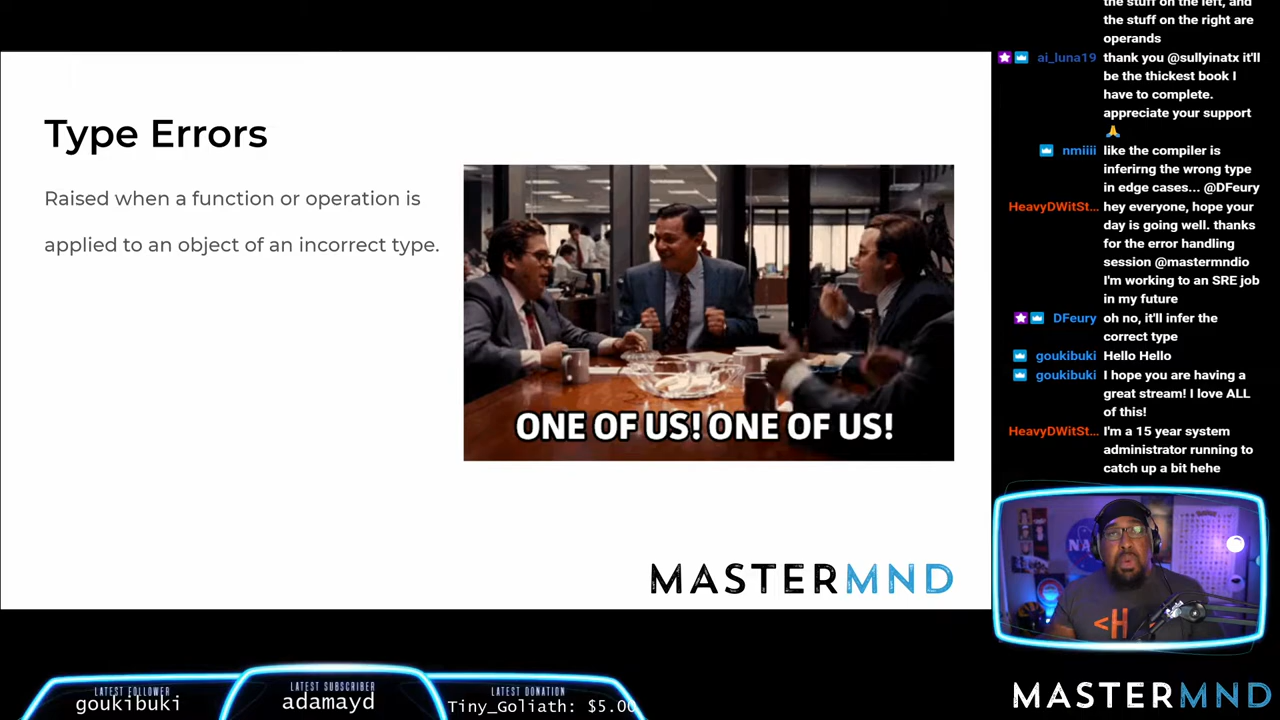 Type Errors
Raised when a function or operation is
applied to an object of an incorrect type.
ONE OF US! ONE OF US!
MASTERMND
the stuff on the left, and
the stuff on the right are
operands
ai_luna19 thank you @sullyinatx it'll
be the thickest book I
have to complete.
appreciate your support
🙏
nmiiii like the compiler is
inferirng the wrong type
in edge cases... @DFeury
HeavyDWitSt... hey everyone, hope your
day is going well. thanks
for the error handling
session @mastermndio
I'm working to an SRE job
in my future
DFeury oh no, it'll infer the
correct type
goukibuki Hello Hello
goukibuki I hope you are having a
great stream! I love ALL
of this!
HeavyDWitSt... I'm a 15 year system
administrator running to
catch up a bit hehe
NA
<H
LATEST FOLLOWER
goukibuki
LATEST SUBSCRIBER
adamayd
LATEST DONATION
Tiny_Goliath: $5.00
MASTERMND